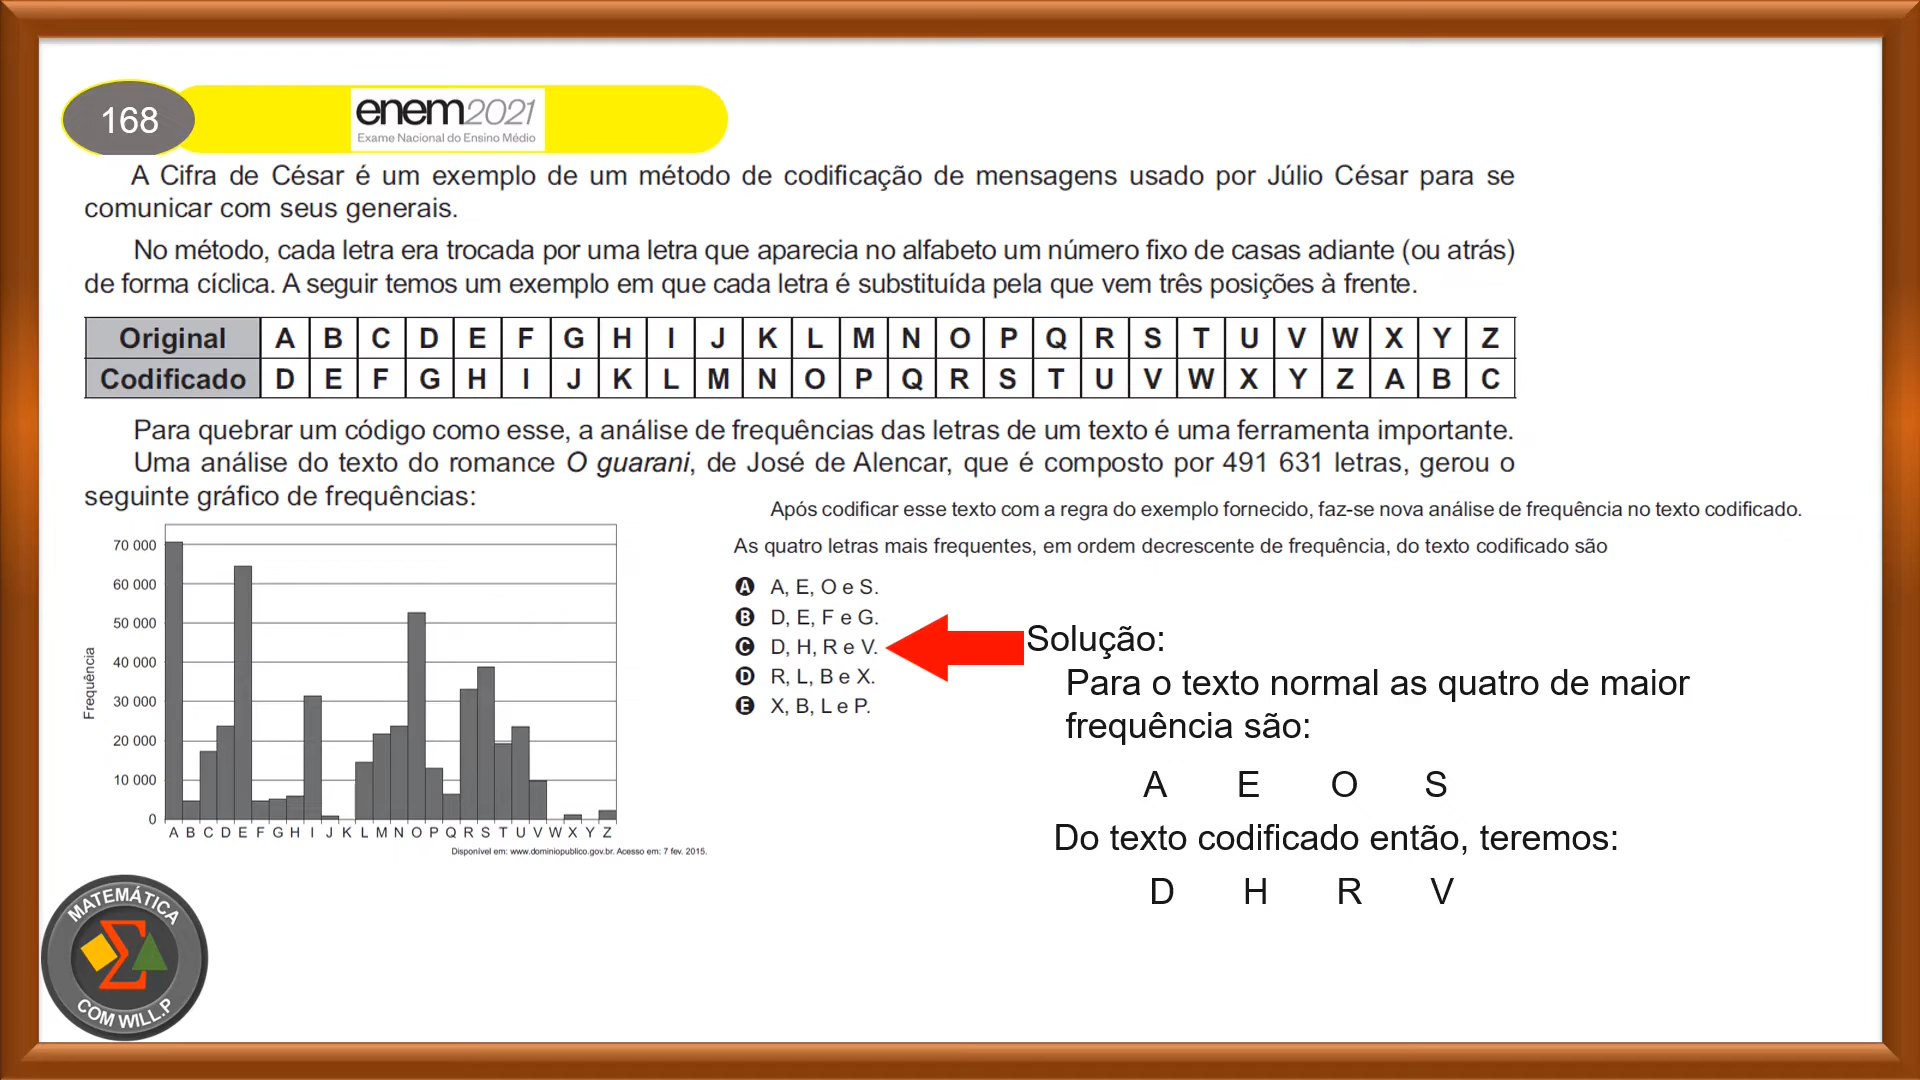 168
enem2021
Exame Nacional do Ensino Médio
A Cifra de César é um exemplo de um método de codificação de mensagens usado por Júlio César para se
comunicar com seus generais.
No método, cada letra era trocada por uma letra que aparecia no alfabeto um número fixo de casas adiante (ou atrás)
de forma cíclica. A seguir temos um exemplo em que cada letra é substituída pela que vem três posições à frente.
Original A B C D E F G H I J K L M N O P Q R S T U V W X Y Z
Codificado D E F G H I J K L M N O P Q R S T U V W X Y Z A B C
Para quebrar um código como esse, a análise de frequências das letras de um texto é uma ferramenta importante.
Uma análise do texto do romance O guarani, de José de Alencar, que é composto por 491 631 letras, gerou o
seguinte gráfico de frequências:
Frequência
70 000
60 000
50 000
40 000
30 000
20 000
10 000
0
A B C D E F G H I J K L M N O P Q R S T U V W X Y Z
Disponível em: www.dominiopublico.gov.br. Acesso em: 7 fev. 2015.
Após codificar esse texto com a regra do exemplo fornecido, faz-se nova análise de frequência no texto codificado.
As quatro letras mais frequentes, em ordem decrescente de frequência, do texto codificado são
A A, E, O e S.
B D, E, F e G.
C D, H, R e V.
D R, L, B e X.
E X, B, L e P.
Solução:
Para o texto normal as quatro de maior
frequência são:
A E O S
Do texto codificado então, teremos:
D H R V
MATEMÁTICA
COM WILL.P